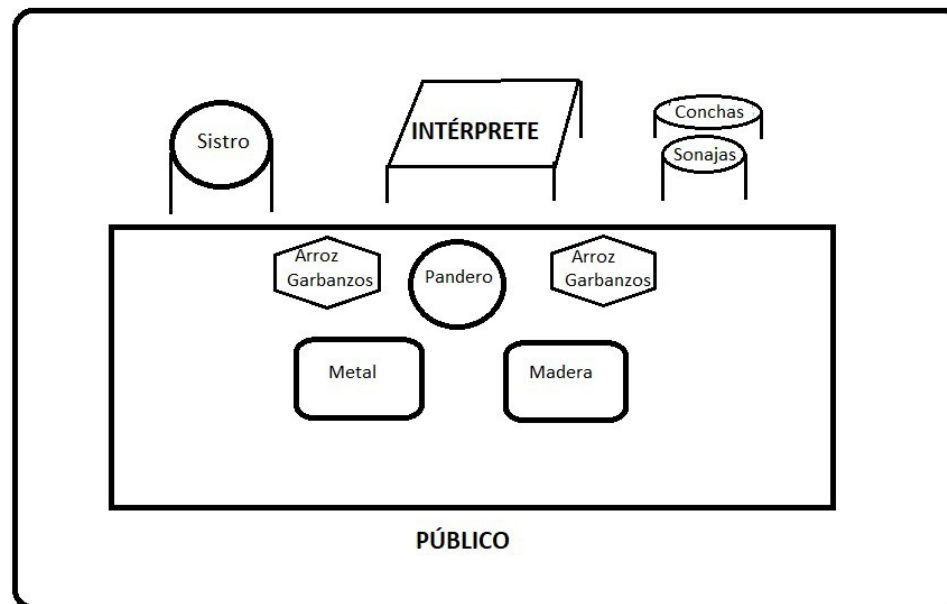 Conchas
Sistro
INTÉRPRETE
Sonajas
Arroz
Garbanzos
Pandero
Arroz
Garbanzos
Metal
Madera
PÚBLICO